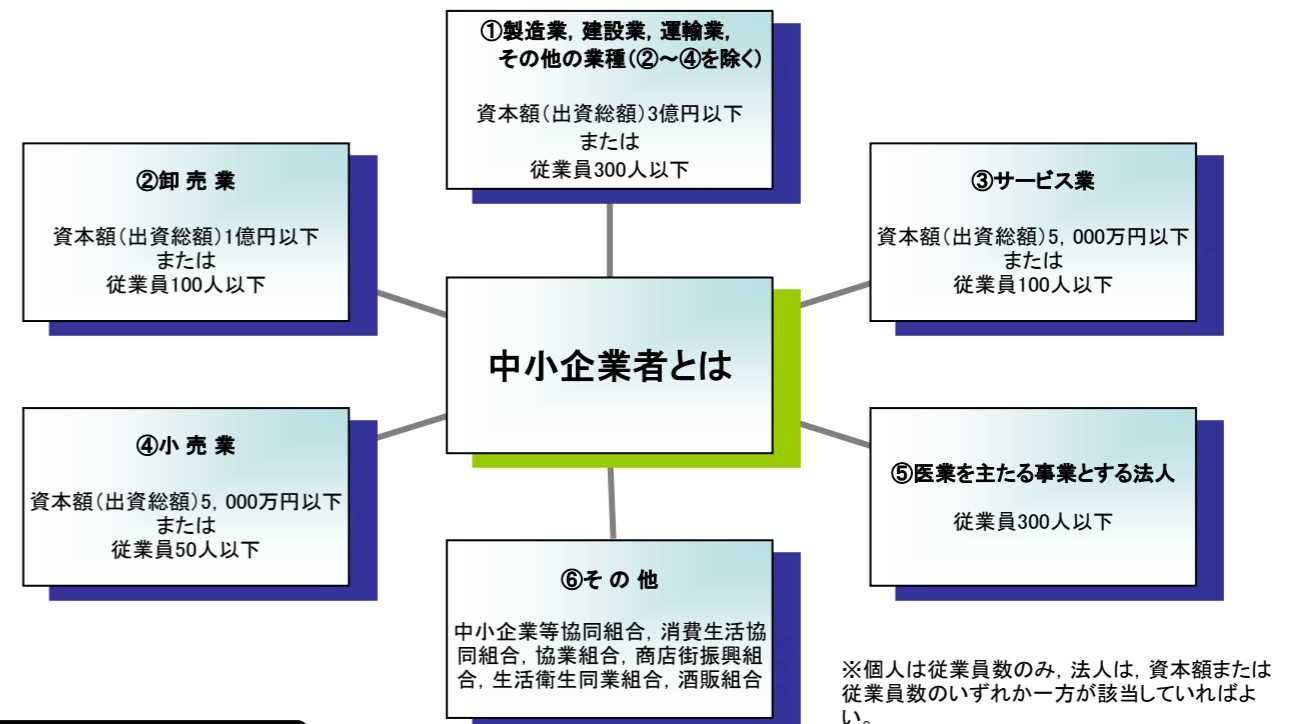 ①製造業，建設業，運輸業，
その他の業種（②～④を除く）
資本額（出資総額）3億円以下
または
従業員300人以下
②卸 売 業
資本額（出資総額）1億円以下
または
従業員100人以下
③サービス業
資本額（出資総額）5，000万円以下
または
従業員100人以下
中小企業者とは
④小 売 業
資本額（出資総額）5，000万円以下
または
従業員50人以下
⑤医業を主たる事業とする法人
従業員300人以下
⑥そ の 他
中小企業等協同組合，消費生活協
同組合，協業組合，商店街振興組
合，生活衛生同業組合，酒販組合
※個人は従業員数のみ，法人は，資本額または
従業員数のいずれか一方が該当していればよ
い。